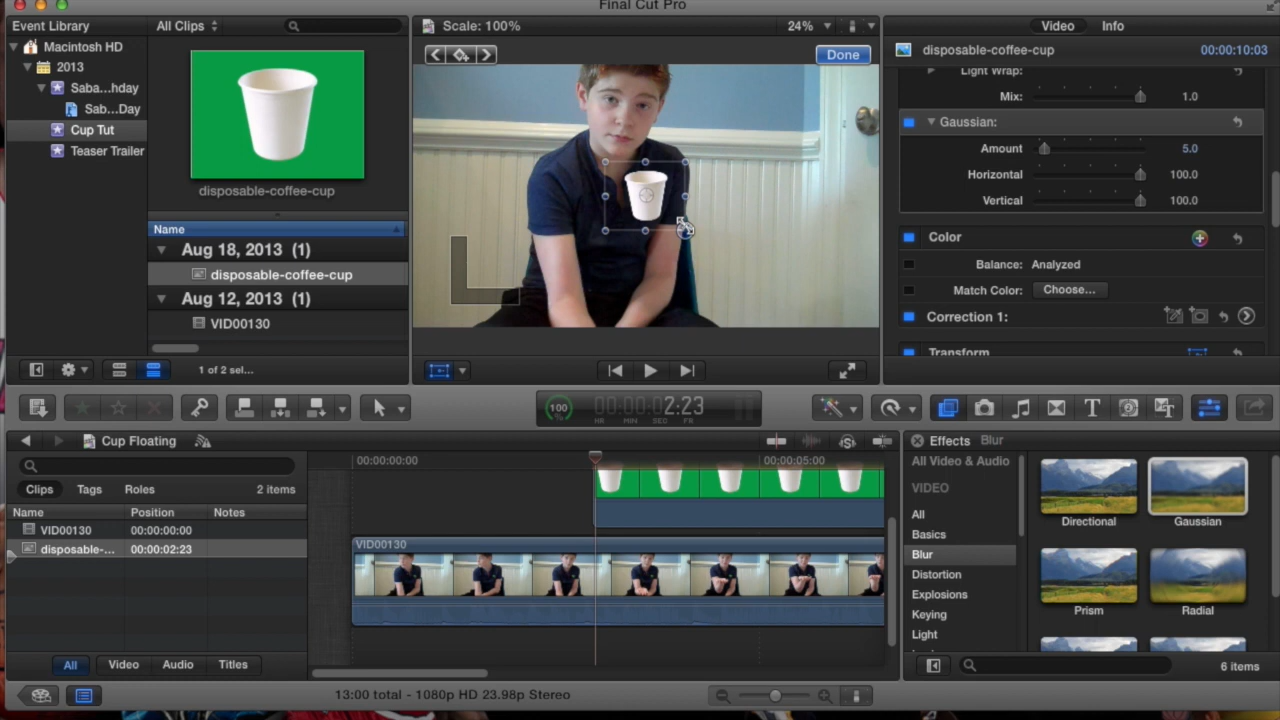 Final Cut Pro
Event Library
All Clips
Macintosh HD
2013
Saba...hday
Sab...Day
Cup Tut
Teaser Trailer
disposable-coffee-cup
Name
Aug 18, 2013 (1)
disposable-coffee-cup
Aug 12, 2013 (1)
VID00130
1 of 2 sel...
Scale: 100%
24%
Done
Video Info
disposable-coffee-cup 00:00:10:03
Light Wrap:
Mix: 1.0
Gaussian:
Amount 5.0
Horizontal 100.0
Vertical 100.0
Color
Balance: Analyzed
Match Color: Choose...
Correction 1:
Transform
100
00:00:02:23
HR MIN SEC FR
T
Cup Floating
Clips Tags Roles 2 items
Name Position Notes
VID00130 00:00:00:00
disposable-... 00:00:02:23
All Video Audio Titles
00:00:00:00 00:00:05:00
VID00130
Effects Blur
All Video & Audio
VIDEO
All
Basics
Blur
Distortion
Explosions
Keying
Light
Directional Gaussian
Prism Radial
6 items
13:00 total - 1080p HD 23.98p Stereo